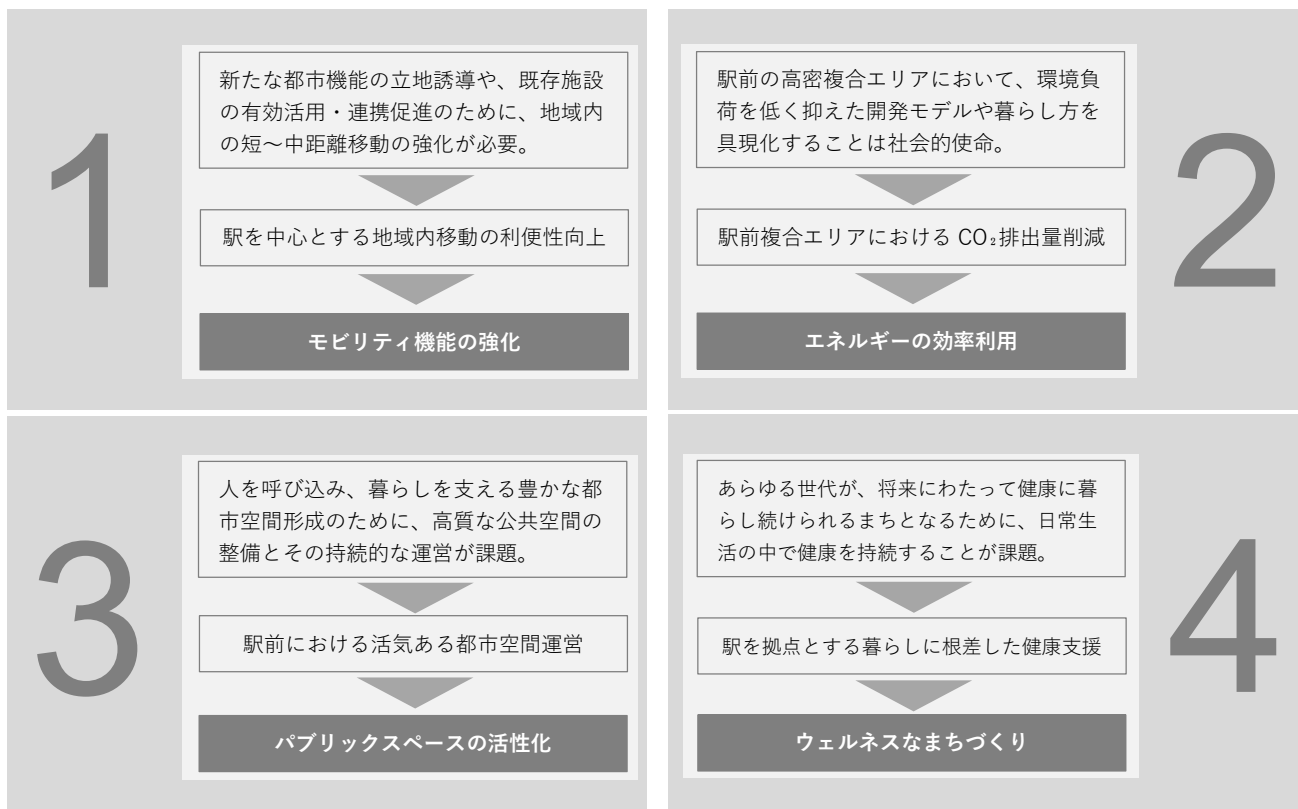 1
新たな都市機能の立地誘導や、既存施設
の有効活用・連携促進のために、地域内
の短～中距離移動の強化が必要。
駅を中心とする地域内移動の利便性向上
モビリティ機能の強化
2
駅前の高密複合エリアにおいて、環境負
荷を低く抑えた開発モデルや暮らし方を
具現化することは社会的使命。
駅前複合エリアにおける CO₂排出量削減
エネルギーの効率利用
3
人を呼び込み、暮らしを支える豊かな都
市空間形成のために、高質な公共空間の
整備とその持続的な運営が課題。
駅前における活気ある都市空間運営
パブリックスペースの活性化
4
あらゆる世代が、将来にわたって健康に暮
らし続けられるまちとなるために、日常生
活の中で健康を持続することが課題。
駅を拠点とする暮らしに根差した健康支援
ウェルネスなまちづくり